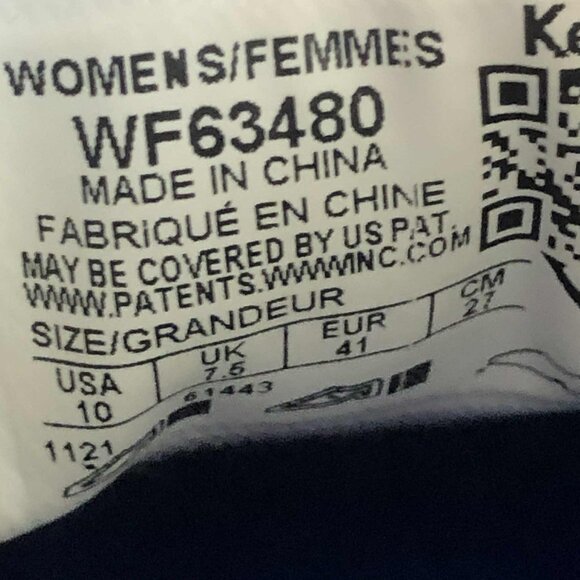 WOMENS/FEMMES
WF63480
MADE IN CHINA
FABRIQUÉ EN CHINE
MAY BE COVERED BY US PAT.
WWW.PATENTS.WWWINC.COM
SIZE/GRANDEUR
USA UK EUR CM
10 7.5 41 27
61443
1121